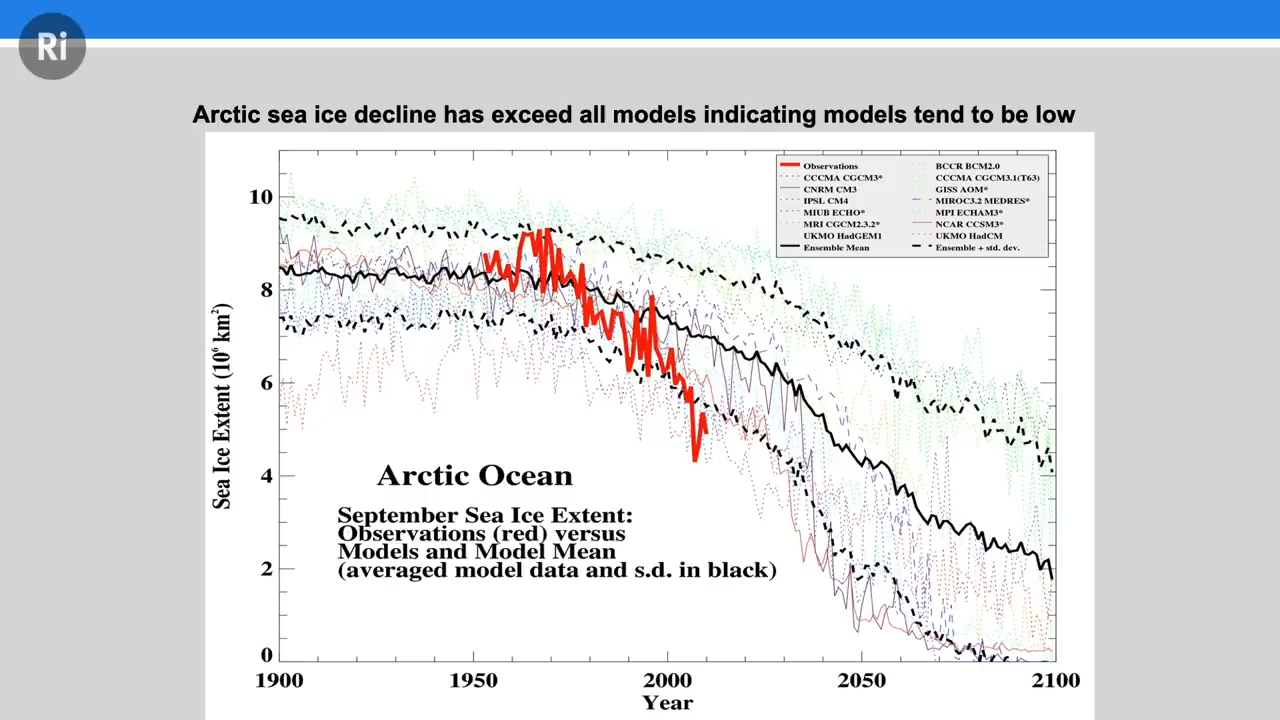 Ri
Arctic sea ice decline has exceed all models indicating models tend to be low
Observations
CCCMA CGCM3*
CNRM CM3
IPSL CM4
MIUB ECHO*
MRI CGCM2.3.2*
UKMO HadGEM1
Ensemble Mean
BCCR BCM2.0
CCCMA CGCM3.1(T63)
GISS AOM*
MIROC3.2 MEDRES*
MPI ECHAM3*
NCAR CCSM3*
UKMO HadCM
Ensemble + std. dev.
Sea Ice Extent (10⁶ km²)
10
8
6
4
2
0
Arctic Ocean
September Sea Ice Extent:
Observations (red) versus
Models and Model Mean
(averaged model data and s.d. in black)
1900
1950
2000
2050
2100
Year